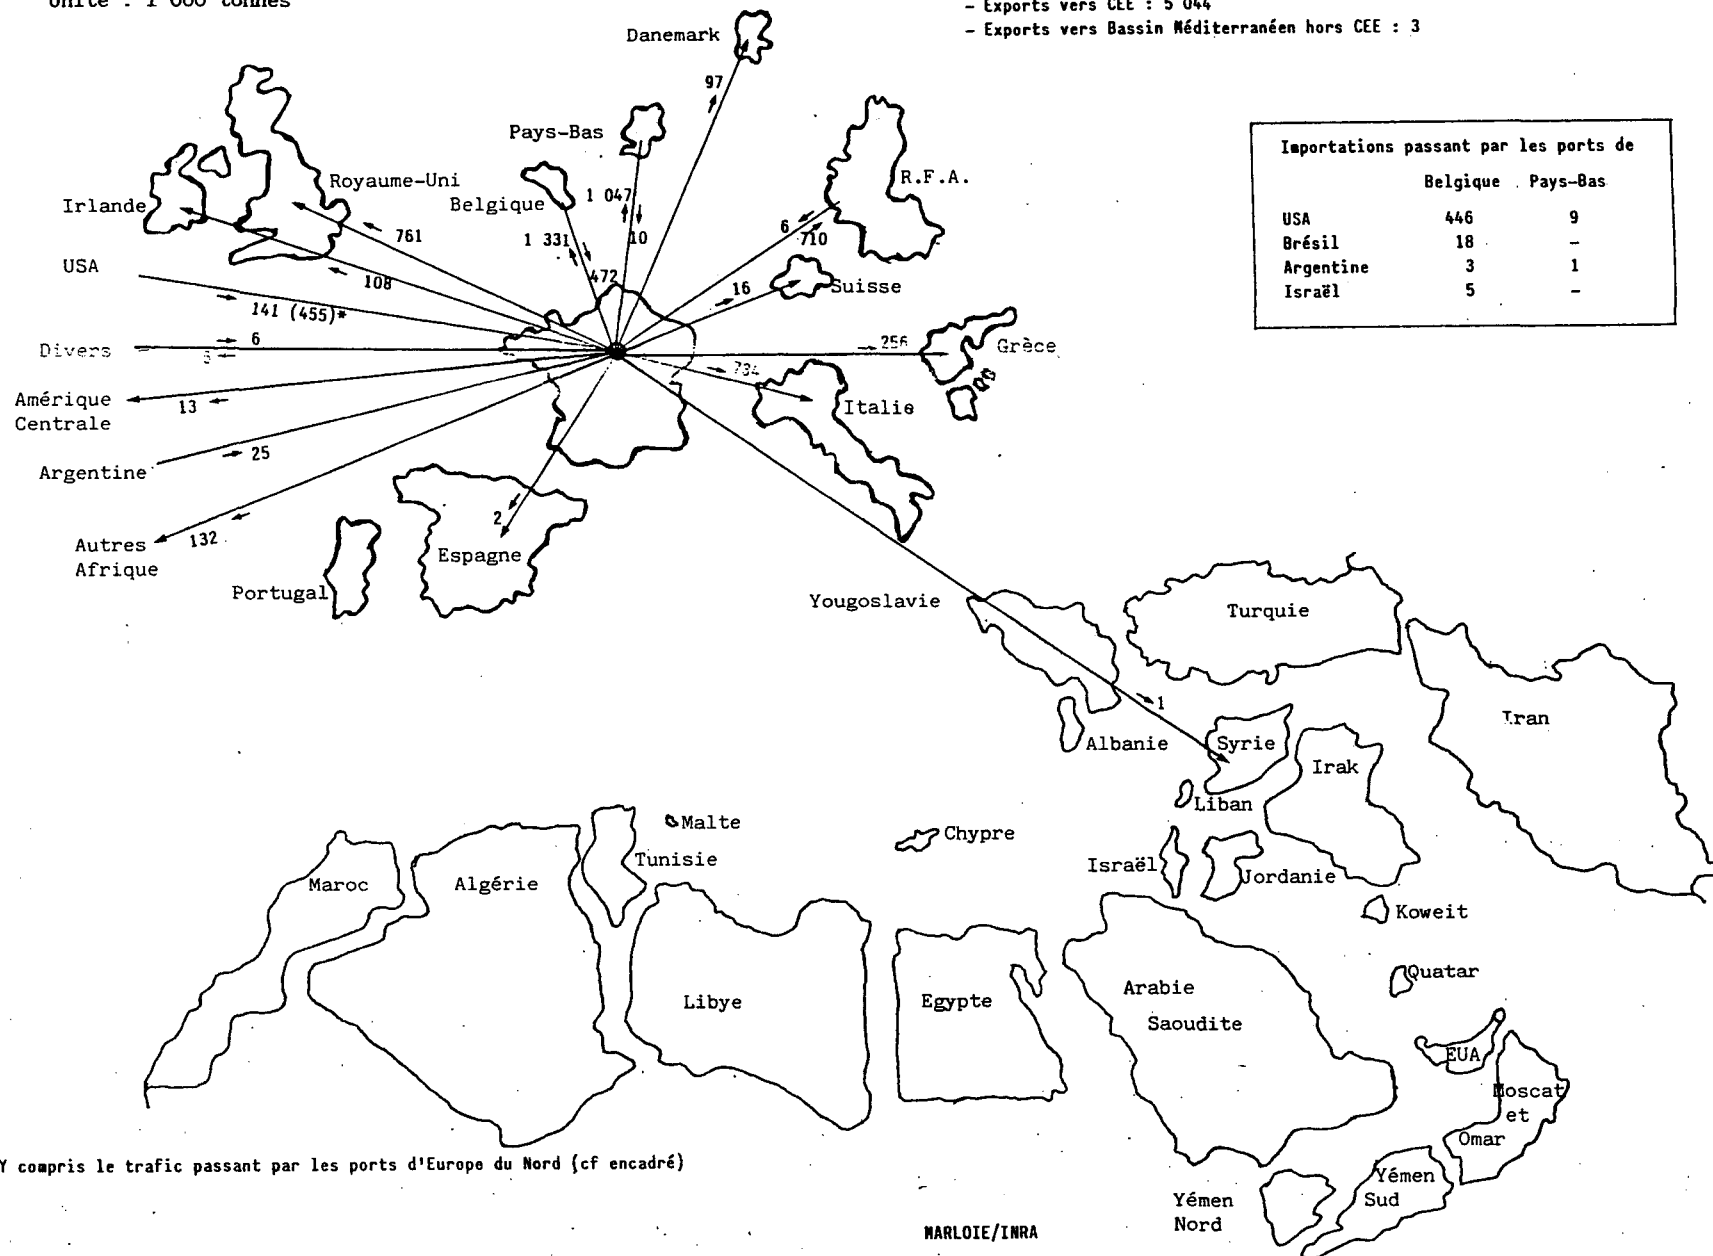 Unité : 1 000 tonnes
- Exports vers CEE : 5 044
- Exports vers Bassin Méditerranéen hors CEE : 3
Danemark
97
Pays-Bas
1 047
10
Belgique
1 331
472
Royaume-Uni
761
Irlande
108
R.F.A.
6
710
Suisse
16
USA
141 (455)*
Divers
6
Amérique
Centrale
13
Argentine
25
Autres
Afrique
132
256
Grèce
734
Italie
2
Espagne
Portugal
Importations passant par les ports de
Belgique Pays-Bas
USA 446 9
Brésil 18 -
Argentine 3 1
Israël 5 -
Yougoslavie
Turquie
1
Albanie
Syrie
Irak
Iran
Liban
Malte
Chypre
Tunisie
Israël
Jordanie
Maroc
Algérie
Koweit
Quatar
Libye
Egypte
Arabie
Saoudite
EUA
Moscat
et
Omar
Yémen
Sud
Yémen
Nord
Y compris le trafic passant par les ports d'Europe du Nord (cf encadré)
MARLOIE/INRA